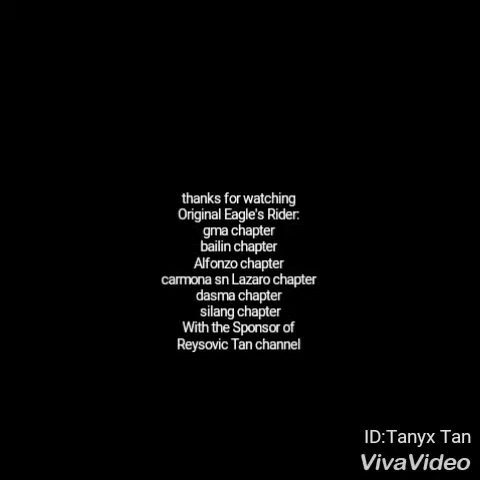 thanks for watching
Original Eagle's Rider:
gma chapter
bailin chapter
Alfonzo chapter
carmona sn Lazaro chapter
dasma chapter
silang chapter
With the Sponsor of
Reysovic Tan channel
ID:Tanyx Tan
VivaVideo